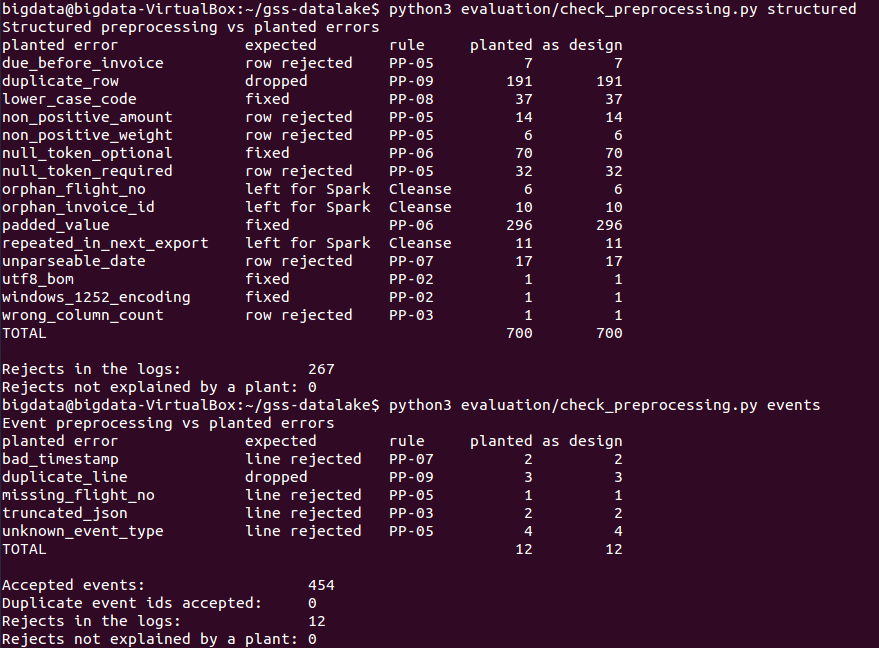 bigdata@bigdata-VirtualBox:~/gss-datalake$ python3 evaluation/check_preprocessing.py structured
Structured preprocessing vs planted errors
planted error              expected        rule     planted as design
due_before_invoice         row rejected    PP-05          7         7
duplicate_row              dropped         PP-09        191       191
lower_case_code            fixed           PP-08         37        37
non_positive_amount        row rejected    PP-05         14        14
non_positive_weight        row rejected    PP-05          6         6
null_token_optional        fixed           PP-06         70        70
null_token_required        row rejected    PP-05         32        32
orphan_flight_no           left for Spark  Cleanse        6         6
orphan_invoice_id          left for Spark  Cleanse       10        10
padded_value               fixed           PP-06        296       296
repeated_in_next_export    left for Spark  Cleanse       11        11
unparseable_date           row rejected    PP-07         17        17
utf8_bom                   fixed           PP-02          1         1
windows_1252_encoding      fixed           PP-02          1         1
wrong_column_count         row rejected    PP-03          1         1
TOTAL                                                   700       700

Rejects in the logs:              267
Rejects not explained by a plant: 0
bigdata@bigdata-VirtualBox:~/gss-datalake$ python3 evaluation/check_preprocessing.py events
Event preprocessing vs planted errors
planted error              expected        rule     planted as design
bad_timestamp              line rejected   PP-07          2         2
duplicate_line             dropped         PP-09          3         3
missing_flight_no          line rejected   PP-05          1         1
truncated_json             line rejected   PP-03          2         2
unknown_event_type         line rejected   PP-05          4         4
TOTAL                                                    12        12

Accepted events:                  454
Duplicate event ids accepted:     0
Rejects in the logs:              12
Rejects not explained by a plant: 0